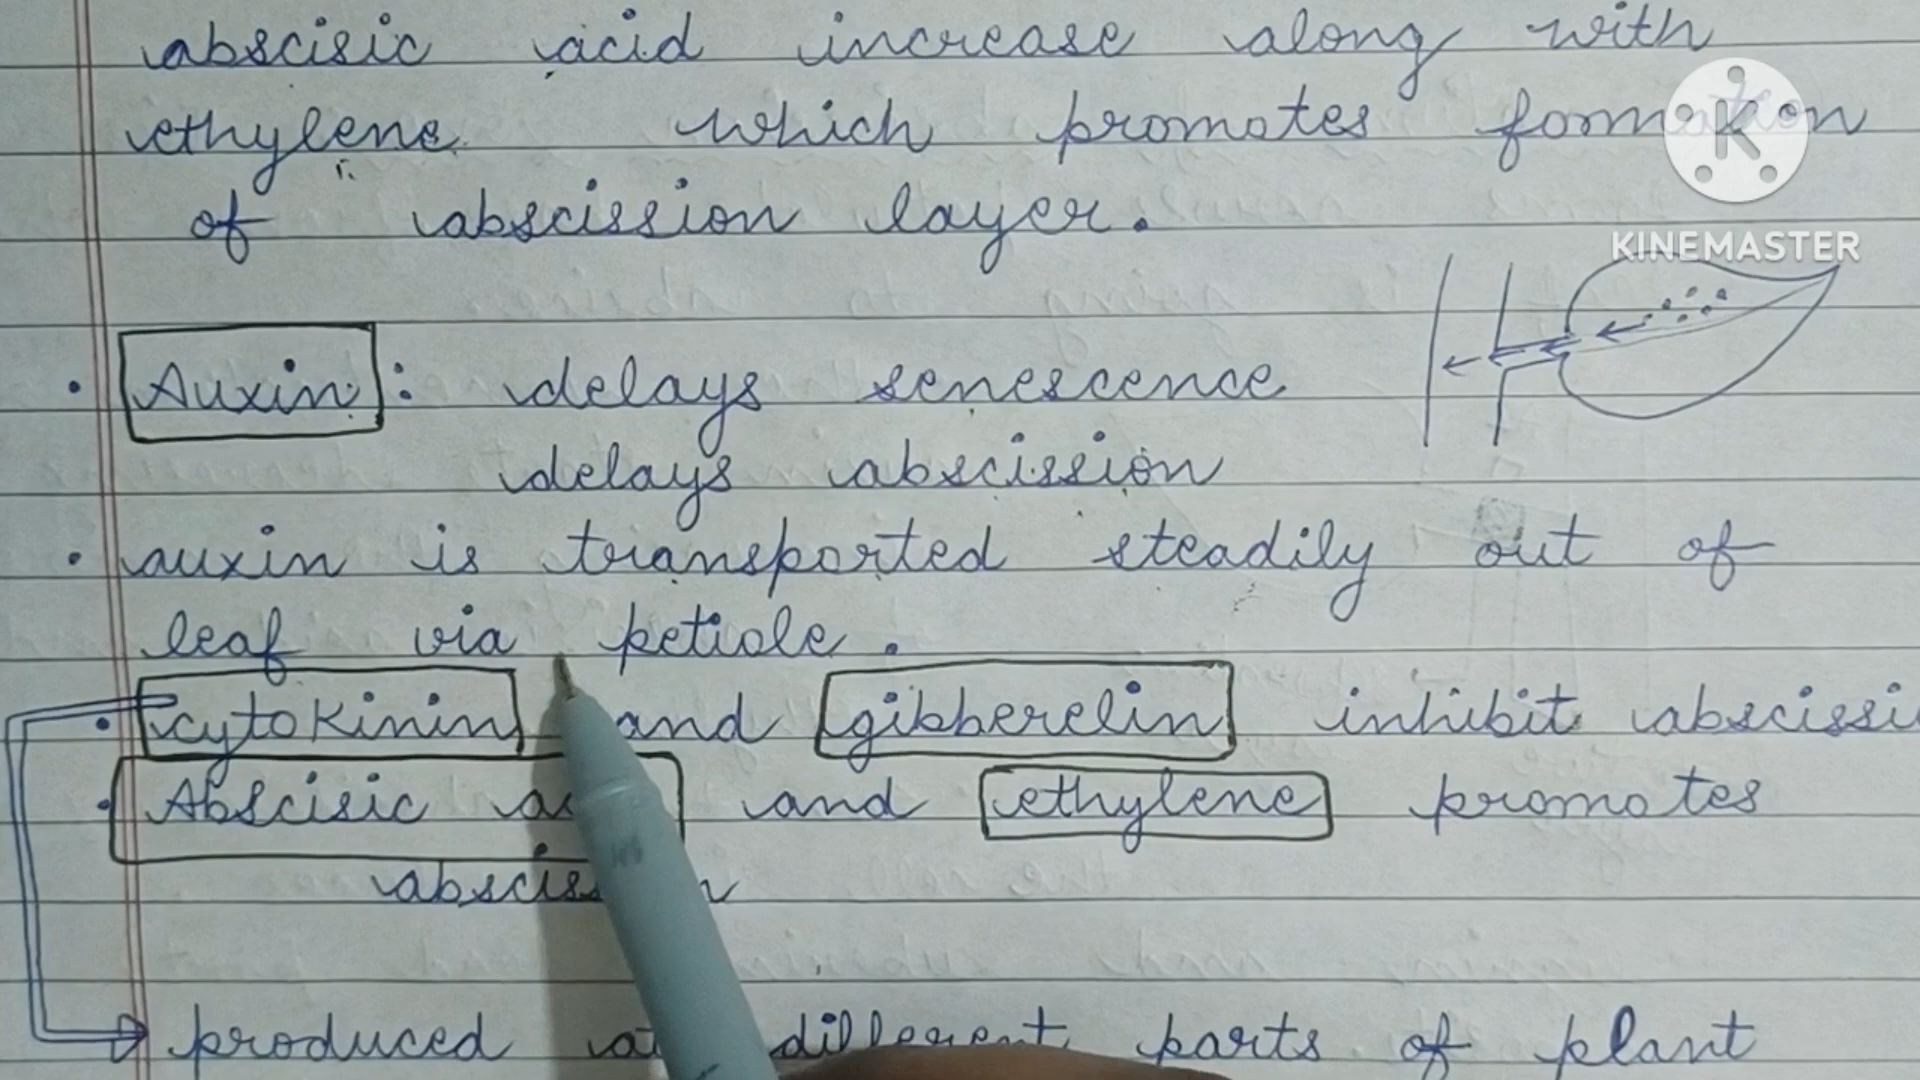 abscisic acid increase along with
ethylene which promotes formation
of abscission layer.
KINEMASTER
• Auxin : delays senescence
delays abscission
• auxin is transported steadily out of
leaf via petiole.
• cytokinin and gibberelin inhibit abscissi
• Abscisic and ethylene promotes
produced at different parts of plant